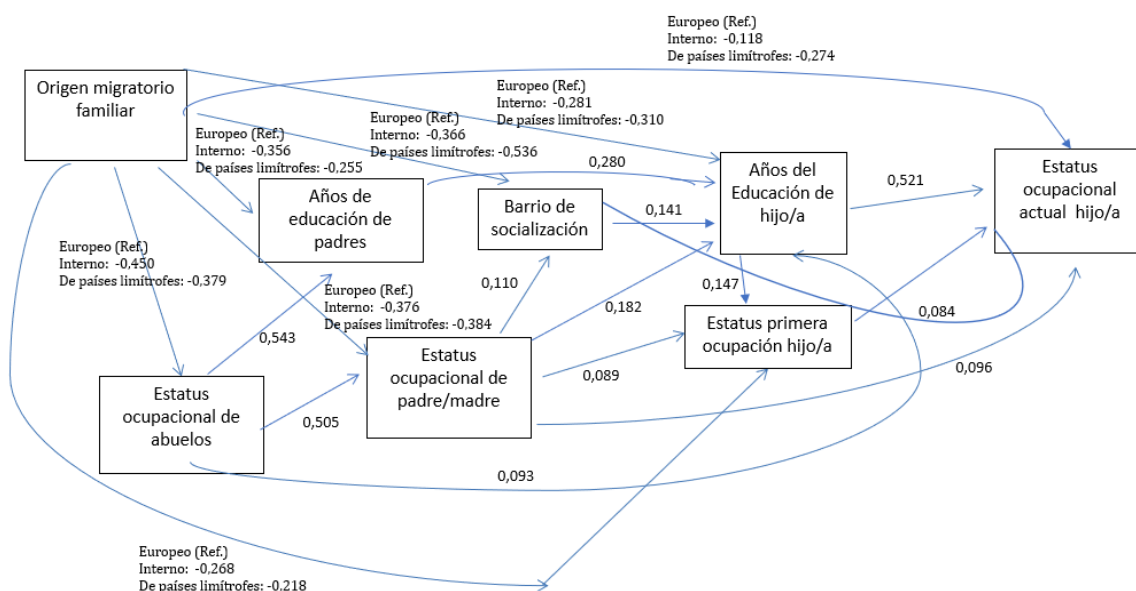 Europeo (Ref.)
Interno: -0,118
De países limítrofes: -0,274
Origen migratorio
familiar
Europeo (Ref.)
Interno: -0,281
De países limítrofes: -0,310
Europeo (Ref.)
Interno: -0,366
De países limítrofes: -0,536
Europeo (Ref.)
Interno: -0,356
De países limítrofes: -0,255
0,280
Años del
Educación de
hijo/a
Estatus
ocupacional
actual hijo/a
0,521
Años de
educación de
padres
Barrio de
socialización
0,141
Europeo (Ref.)
Interno: -0,450
De países limítrofes: -0,379
0,110
0,147
Europeo (Ref.)
Interno: -0,376
De países limítrofes: -0,384
0,182
0,084
Estatus primera
ocupación hijo/a
0,543
Estatus
ocupacional de
padre/madre
0,089
0,096
Estatus
ocupacional de
abuelos
0,505
0,093
Europeo (Ref.)
Interno: -0,268
De países limítrofes: -0,218